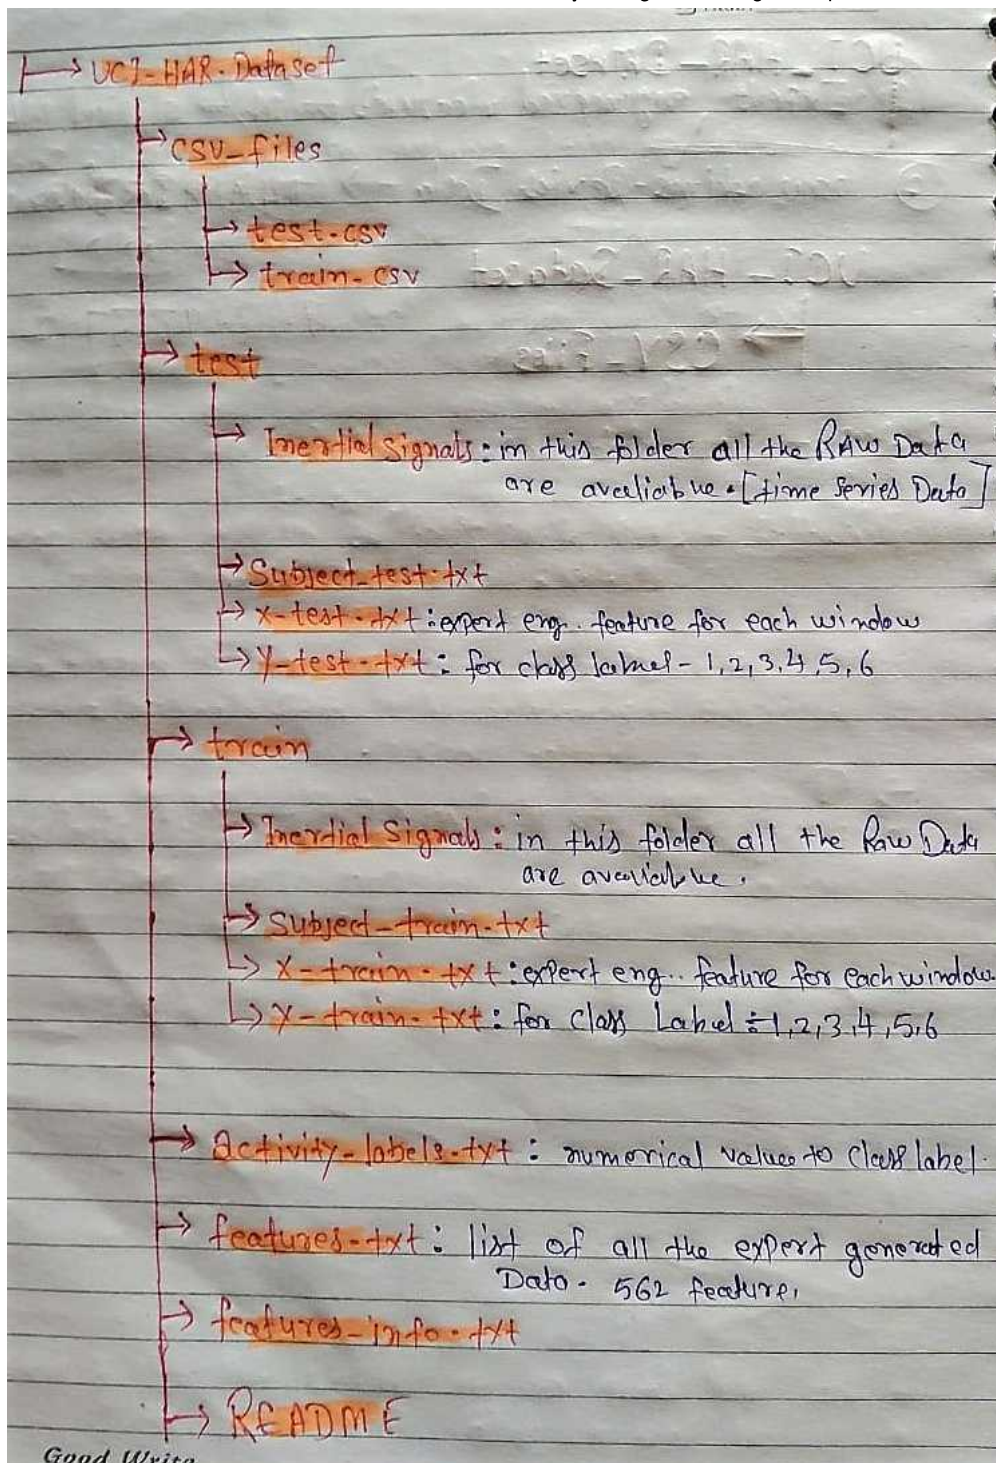 UCI-HAR-Dataset
CSV_files
test.csv
train.csv
test
Inertial Signals : in this folder all the RAW Data
are avaliabue. [time Series Data]
Subject_test.txt
X-test.txt : expert eng. feature for each window
Y-test.txt : for class label - 1,2,3,4,5,6
train
Inertial Signals : in this folder all the Raw Data
are avaliabue.
Subject-train.txt
X-train.txt : expert eng.. feature for each window.
Y-train.txt : for Class Label :- 1,2,3,4,5,6
activity-labels.txt : numerical values to Class label.
features.txt : list of all the expert generated
Data - 562 feature,
features-info.txt
README
Good Write